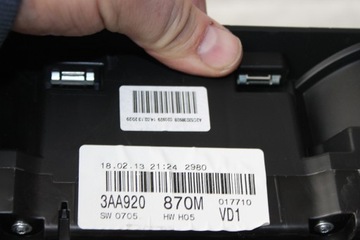 18.02.13 21:24 2980
3AA920 870M 017710
SW 0705 HW H05 VD1